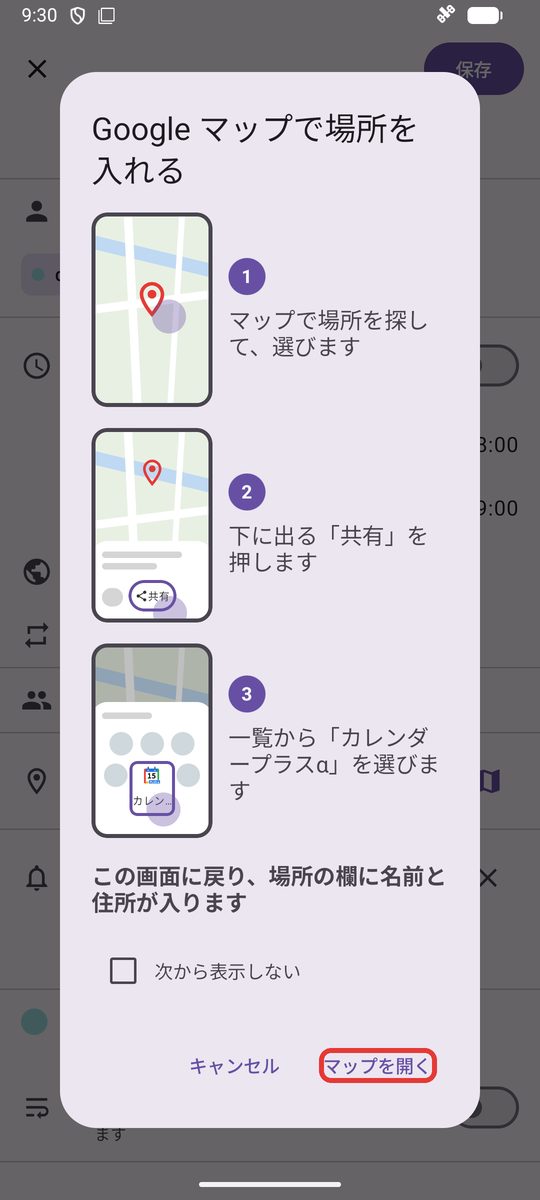 9:30
保存
Google マップで場所を
入れる
1
マップで場所を探し
て、選びます
2
下に出る「共有」を
押します
共有
3
一覧から「カレンダ
ープラスα」を選びま
す
15
カレン...
8:00
9:00
この画面に戻り、場所の欄に名前と
住所が入ります
次から表示しない
キャンセル
マップを開く
ます